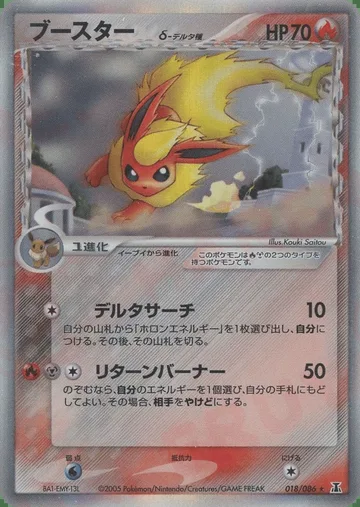 ブースター δ-デルタ種 HP70
Illus.Kouki Saitou
1進化 イーブイから進化
このポケモンは の2つのタイプを
持つポケモンです。
デルタサーチ 10
自分の山札から「ホロンエネルギー」を1枚選び出し、自分に
つける。その後、その山札を切る。
リターンバーナー 50
のぞむなら、自分のエネルギーを1個選び、自分の手札にもど
してよい。その場合、相手をやけどにする。
弱点 抵抗力 にげる
BA1-EMY-13L ©2005 Pokémon/Nintendo/Creatures/GAME FREAK 018/086